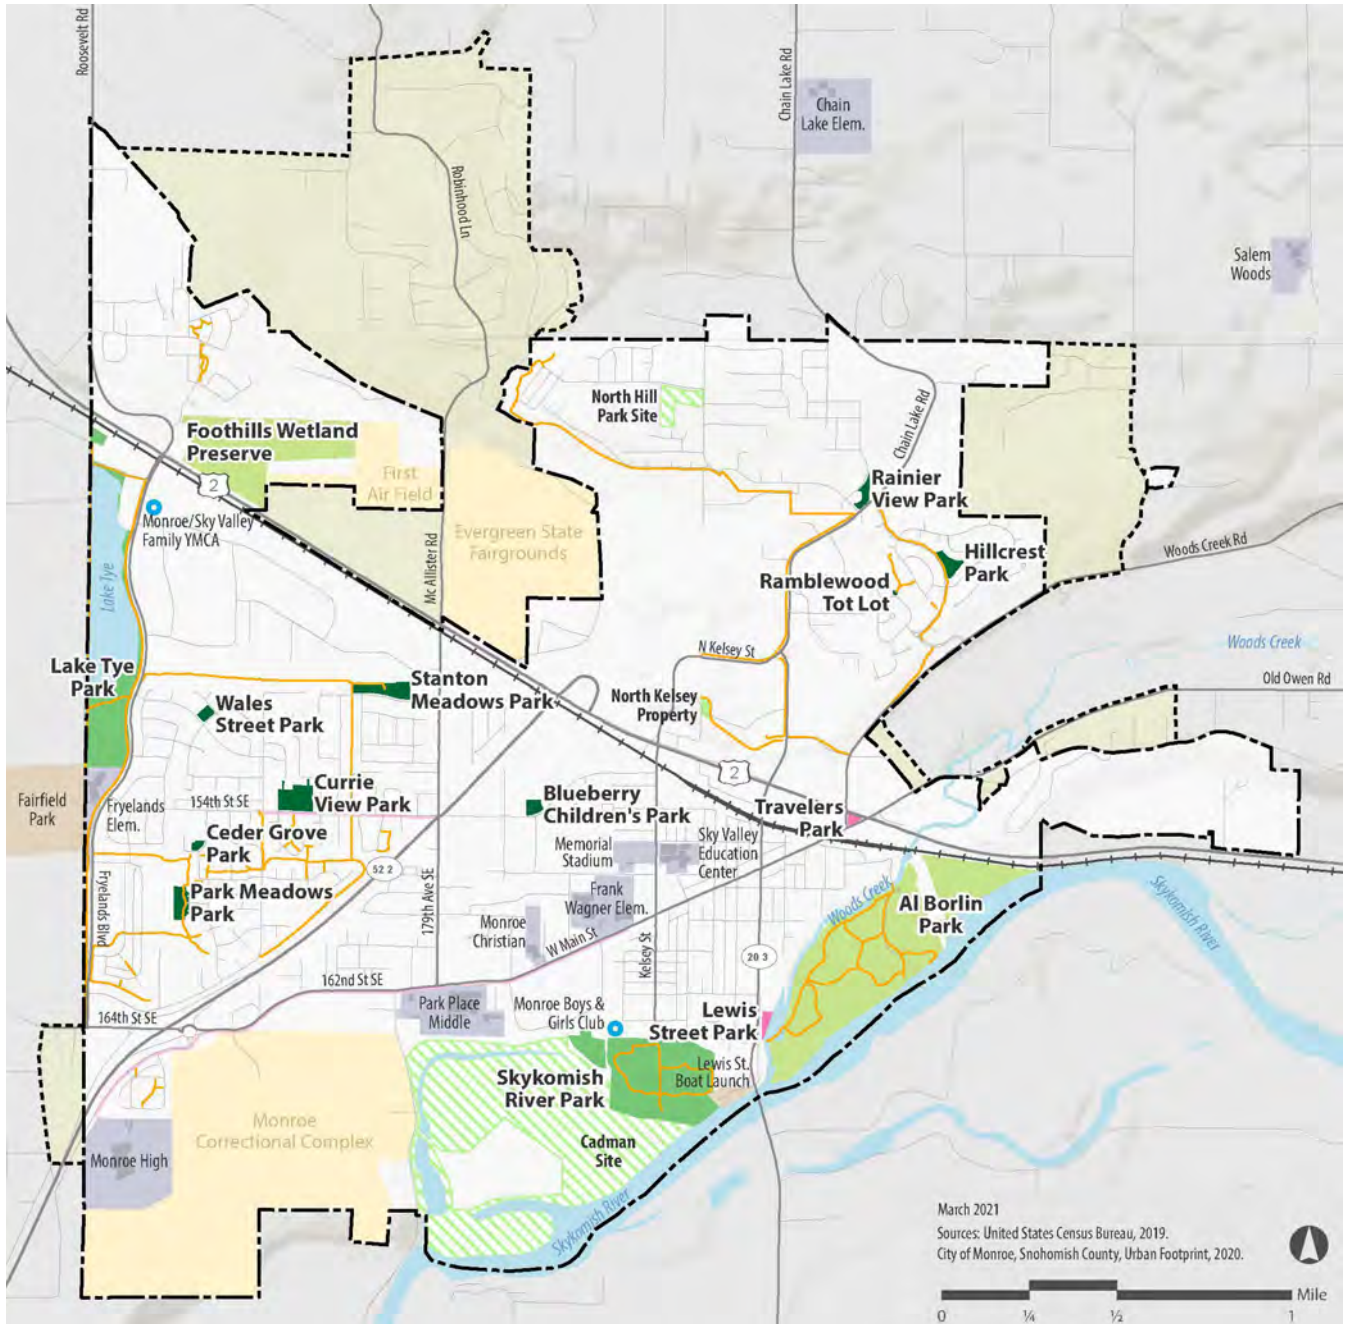 Roosevelt Rd
Robinhood Ln
Chain Lake Rd
Chain
Lake Elem.
Salem
Woods
North Hill
Park Site
Chain Lake Rd
Foothills Wetland
Preserve
2
First
Air Field
Rainier
View Park
Monroe/Sky Valley
Family YMCA
Evergreen State
Fairgrounds
Mc Allister Rd
Hillcrest
Park
Woods Creek Rd
Ramblewood
Tot Lot
Lake Tye
N Kelsey St
Woods Creek
Old Owen Rd
Lake Tye
Park
Stanton
Meadows Park
Wales
Street Park
North Kelsey
Property
2
Fairfield
Park
Fryelands
Elem.
154th St SE
Currie
View Park
Blueberry
Children's Park
Travelers
Park
Ceder Grove
Park
Memorial
Stadium
Sky Valley
Education
Center
52 2
Fryelands Blvd
Park Meadows
Park
179th Ave SE
Frank
Wagner Elem.
Monroe
Christian
W Main St
Kelsey St
Woods Creek
Al Borlin
Park
Skykomish River
20 3
162nd St SE
164th St SE
Park Place
Middle
Monroe Boys &
Girls Club
Lewis
Street Park
Lewis St.
Boat Launch
Skykomish
River Park
Monroe
Correctional Complex
Cadman
Site
Monroe High
Skykomish River
March 2021
Sources: United States Census Bureau, 2019.
City of Monroe, Snohomish County, Urban Footprint, 2020.
Mile
0 ¼ ½ 1